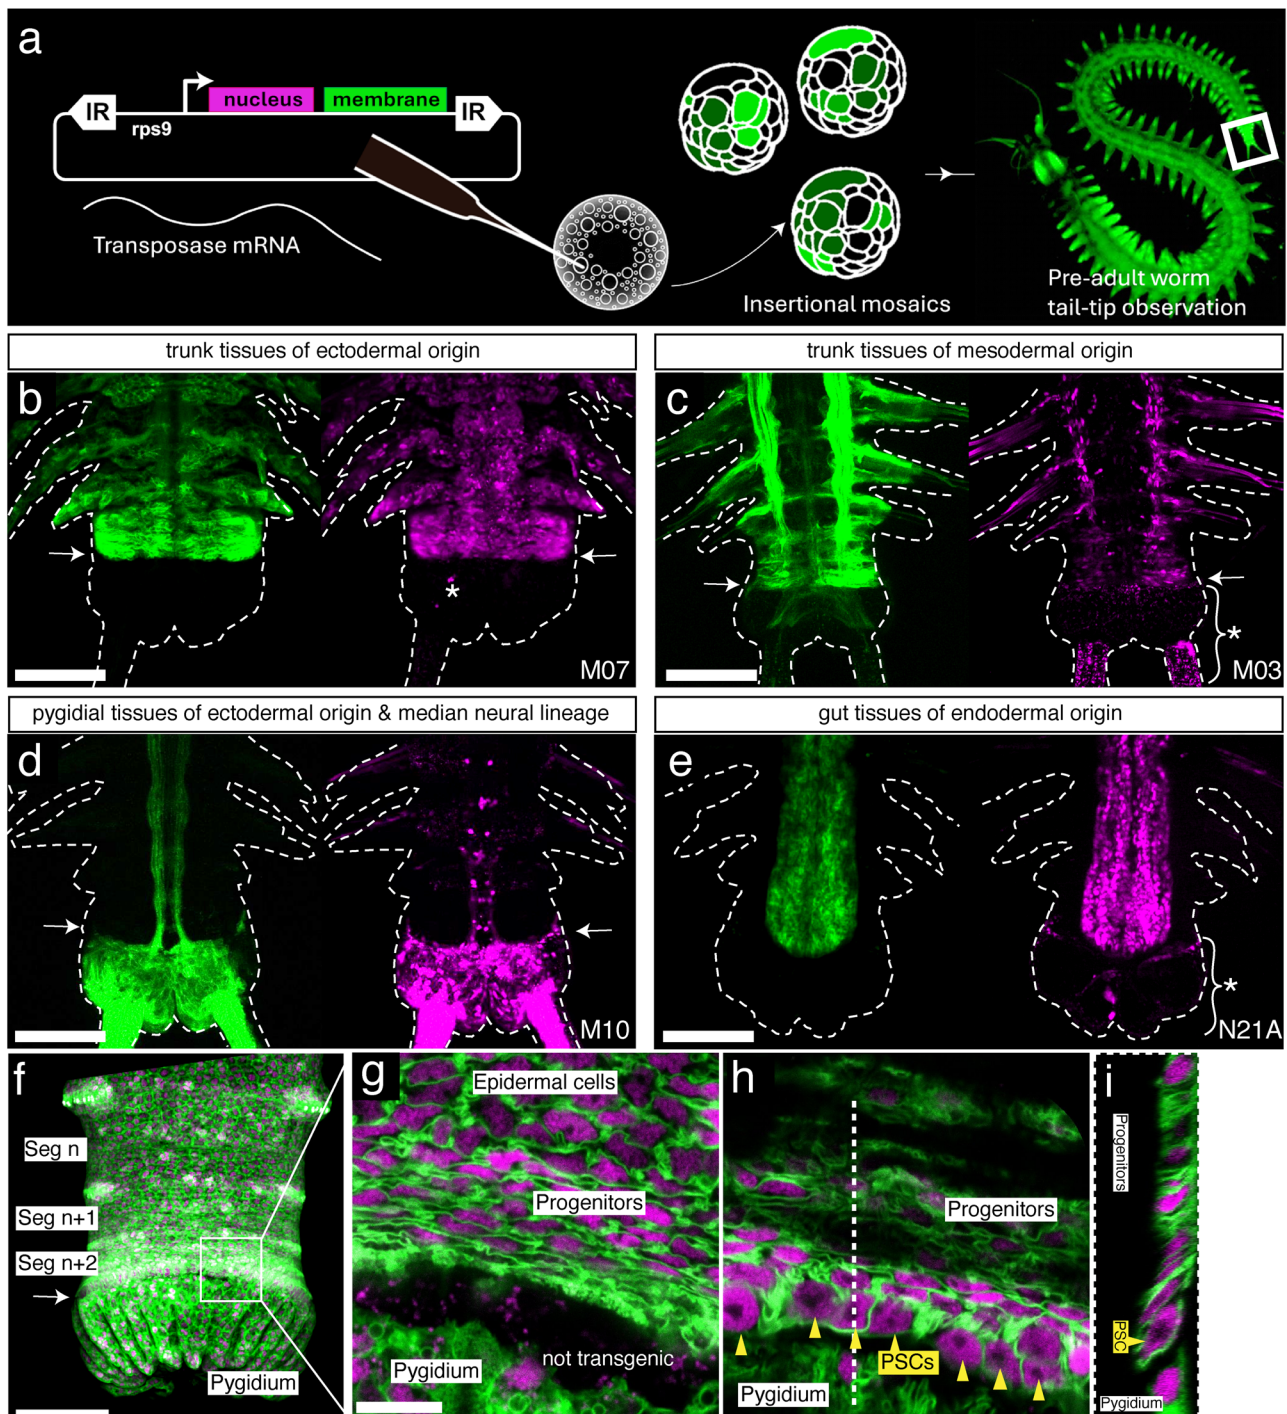 a
IR
nucleus
membrane
IR
rps9
Transposase mRNA
Insertional mosaics
Pre-adult worm
tail-tip observation
trunk tissues of ectodermal origin
trunk tissues of mesodermal origin
b
*
M07
c
*
M03
pygidial tissues of ectodermal origin & median neural lineage
gut tissues of endodermal origin
d
M10
e
*
N21A
f
Seg n
Seg n+1
Seg n+2
Pygidium
g
Epidermal cells
Progenitors
not transgenic
Pygidium
h
Progenitors
PSCs
Pygidium
i
Progenitors
PSC
Pygidium